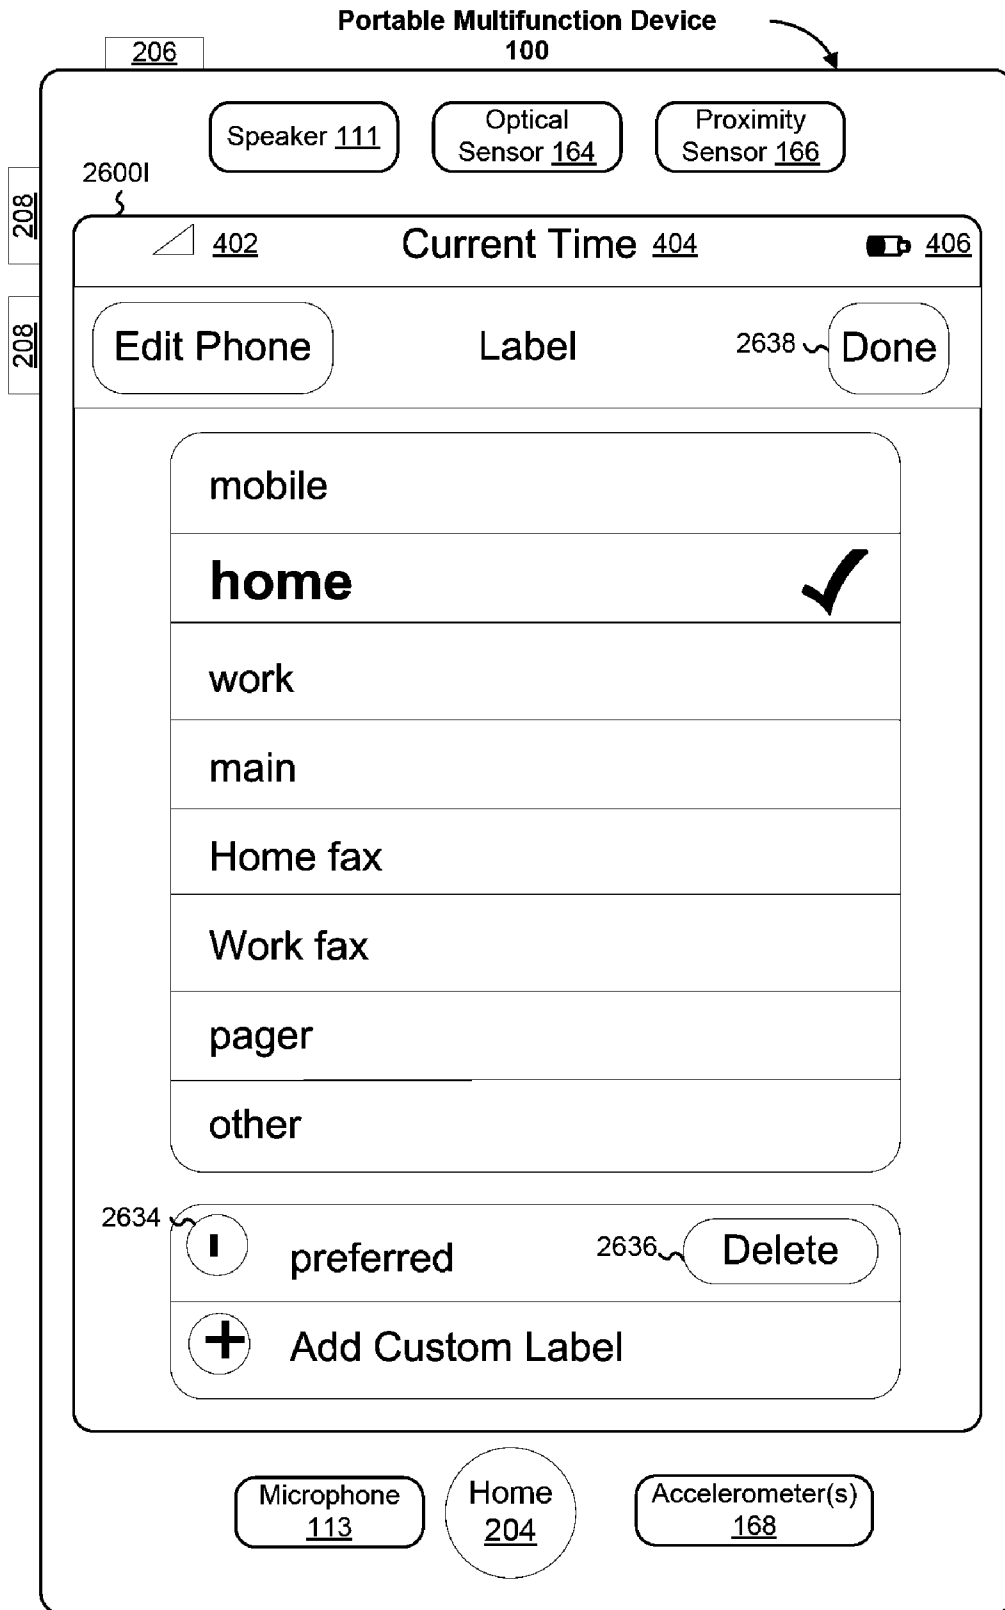 Portable Multifunction Device
100
206
Speaker 111
Optical
Sensor 164
Proximity
Sensor 166
2600I
208
402
Current Time 404
406
208
Edit Phone
Label
2638
Done
mobile
home
work
main
Home fax
Work fax
pager
other
2634
preferred
2636
Delete
Add Custom Label
Microphone
113
Home
204
Accelerometer(s)
168